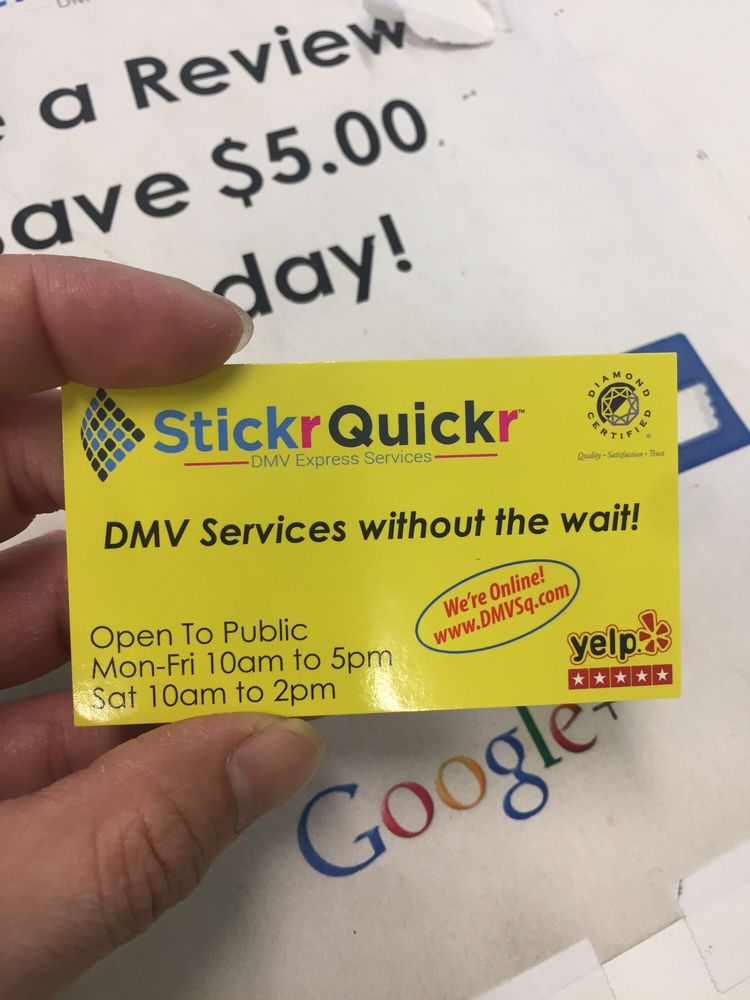 DM
a Review
ave $5.00
day!
StickrQuickr™
DMV Express Services
DIAMOND
CERTIFIED
®
Quality • Satisfaction • Trust
DMV Services without the wait!
We're Online!
www.DMVSq.com
Open To Public
Mon-Fri 10am to 5pm
Sat 10am to 2pm
yelp
Google+